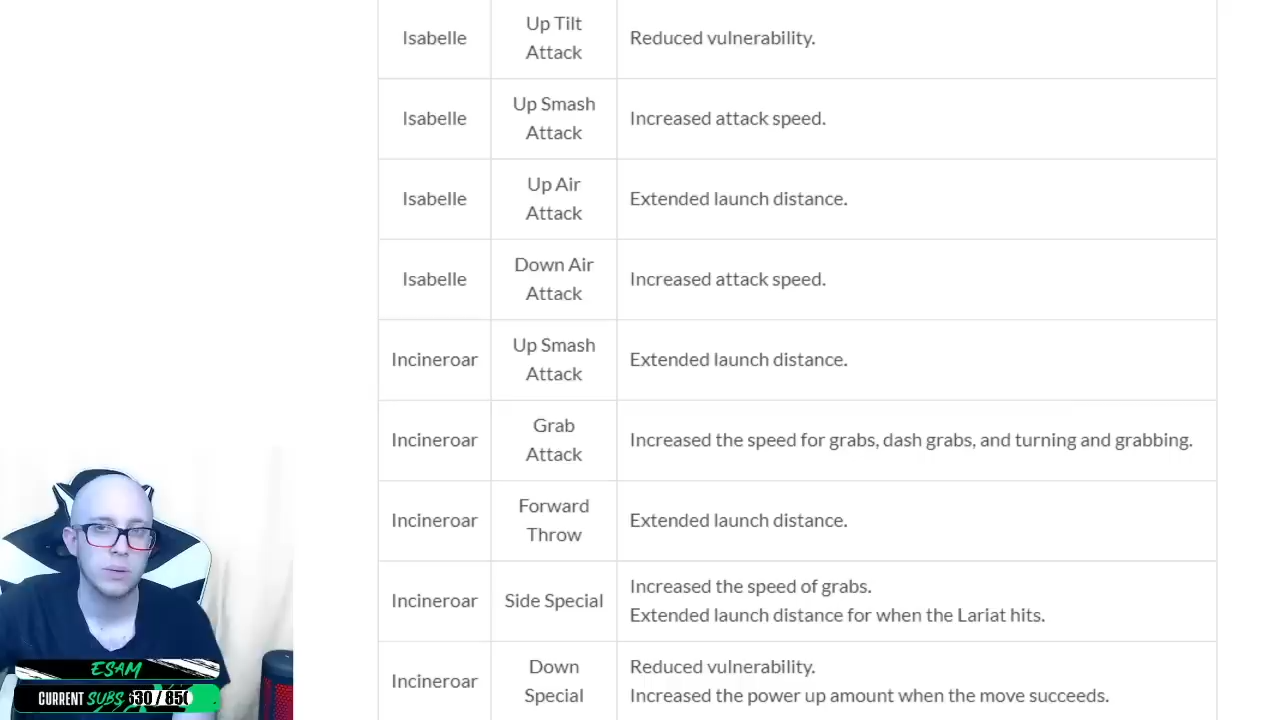 Isabelle
Up Tilt
Attack
Reduced vulnerability.
Isabelle
Up Smash
Attack
Increased attack speed.
Isabelle
Up Air
Attack
Extended launch distance.
Isabelle
Down Air
Attack
Increased attack speed.
Incineroar
Up Smash
Attack
Extended launch distance.
Incineroar
Grab
Attack
Increased the speed for grabs, dash grabs, and turning and grabbing.
Incineroar
Forward
Throw
Extended launch distance.
Incineroar
Side Special
Increased the speed of grabs.
Extended launch distance for when the Lariat hits.
Incineroar
Down
Special
Reduced vulnerability.
Increased the power up amount when the move succeeds.
ESAM
CURRENT SUBS 630 / 850